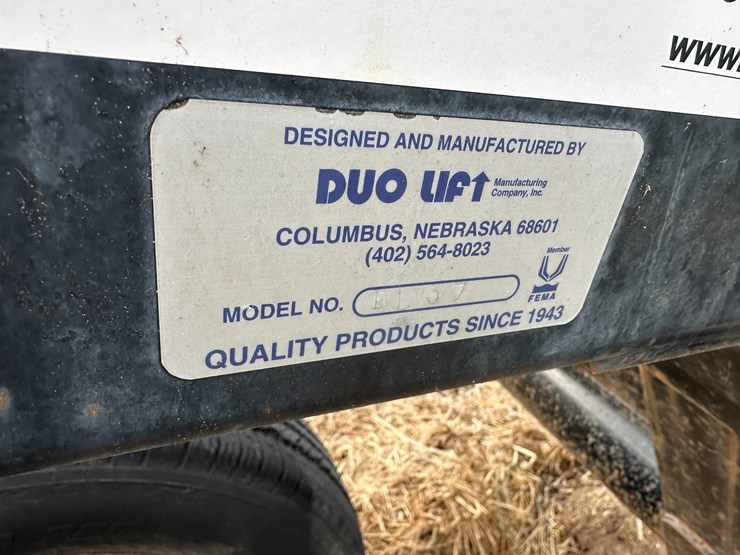 WWW.
DESIGNED AND MANUFACTURED BY
DUO LIFT Manufacturing
Company, Inc.
COLUMBUS, NEBRASKA 68601
(402) 564-8023
Member
FEMA
MODEL NO.
QUALITY PRODUCTS SINCE 1943